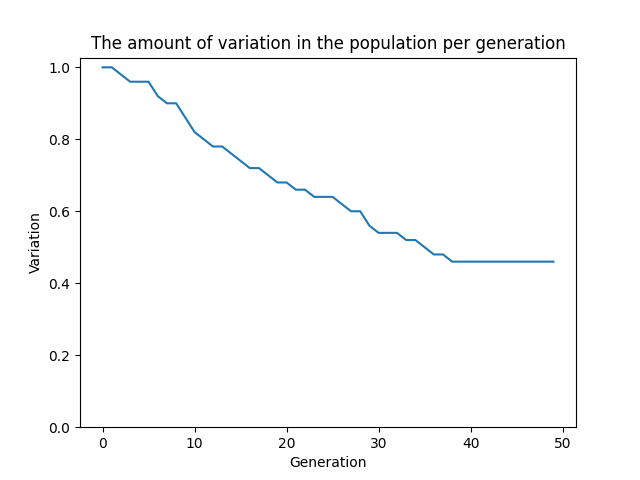 The amount of variation in the population per generation
1.0
0.8
0.6
0.4
0.2
0.0
Variation
0 10 20 30 40 50
Generation